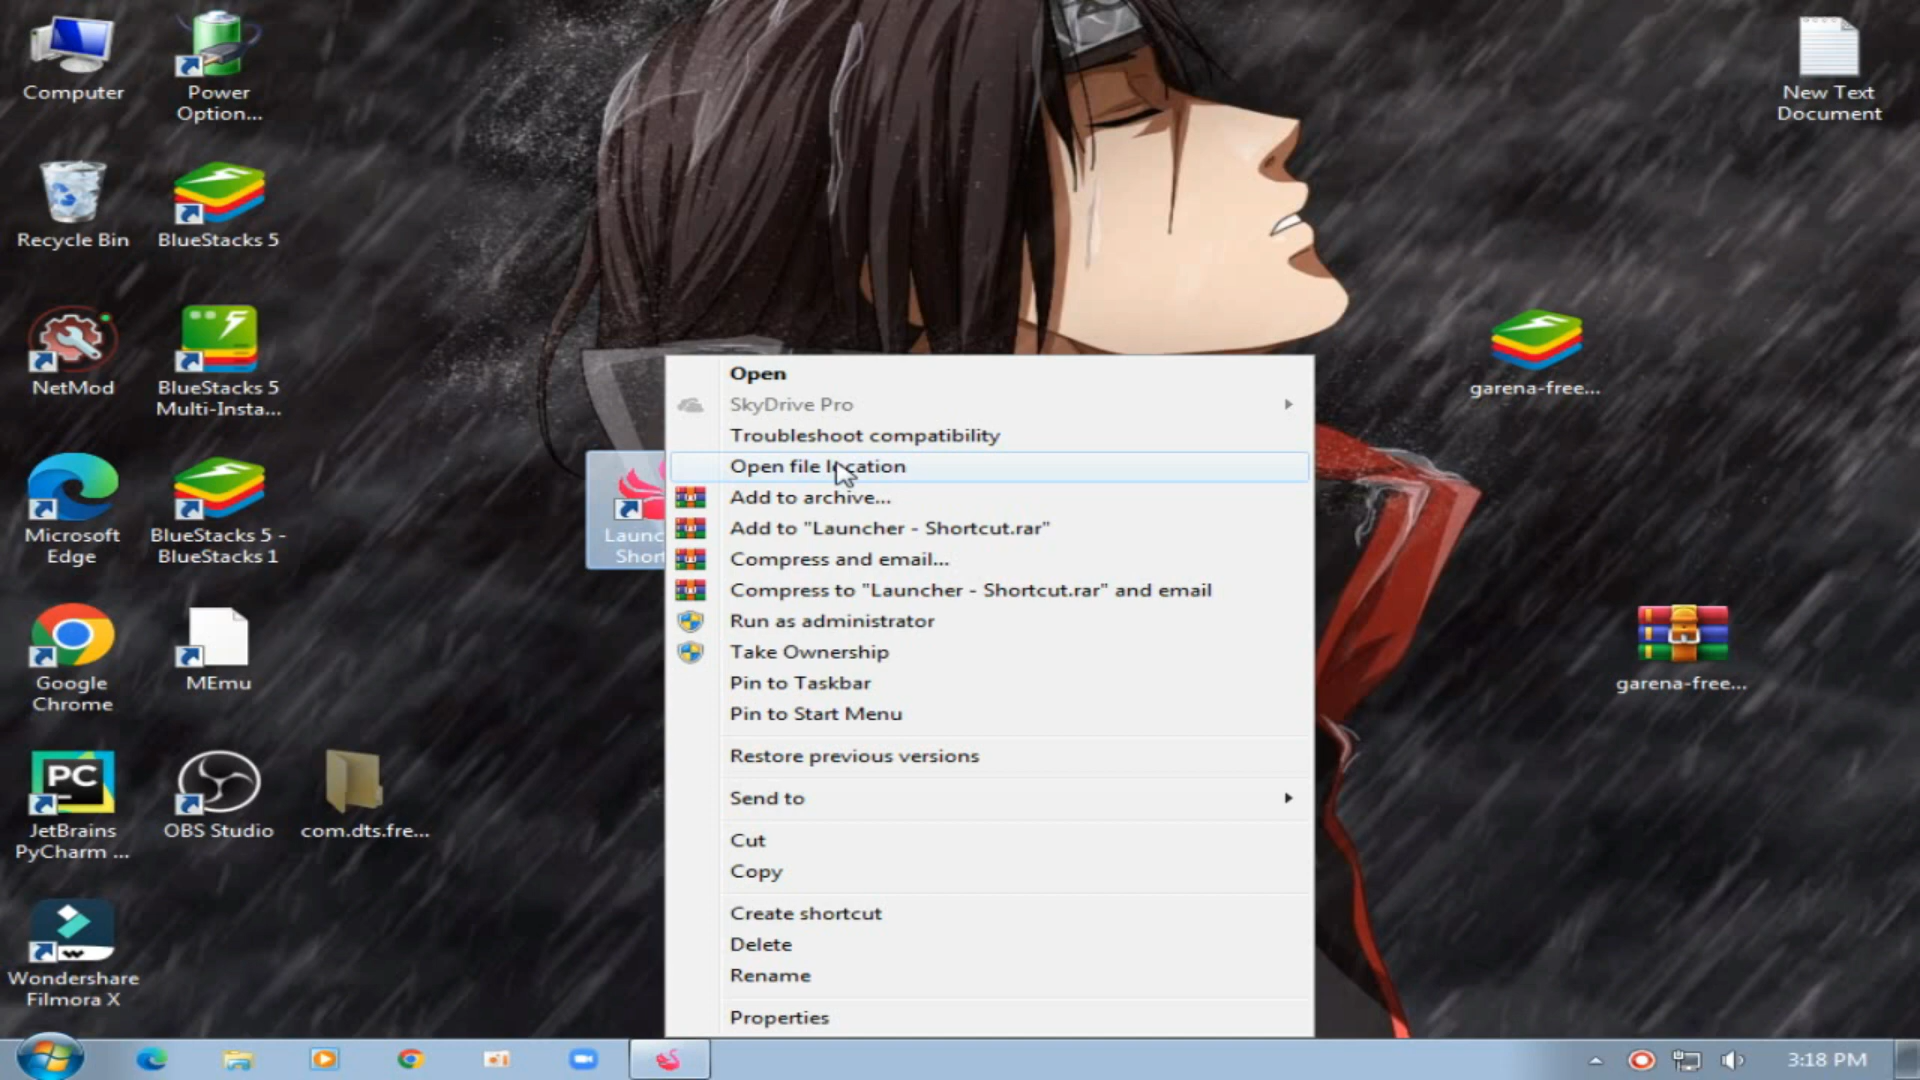 Computer
Power
Option...
New Text
Document
Recycle Bin
BlueStacks 5
NetMod
BlueStacks 5
Multi-Insta...
garena-free...
Open
SkyDrive Pro
Troubleshoot compatibility
Open file location
Add to archive...
Add to "Launcher - Shortcut.rar"
Compress and email...
Compress to "Launcher - Shortcut.rar" and email
Run as administrator
Take Ownership
Pin to Taskbar
Pin to Start Menu
Restore previous versions
Send to
Cut
Copy
Create shortcut
Delete
Rename
Properties
Microsoft
Edge
BlueStacks 5 -
BlueStacks 1
Launc
Short
Google
Chrome
MEmu
garena-free...
PC
JetBrains
PyCharm ...
OBS Studio
com.dts.fre...
Wondershare
Filmora X
3:18 PM